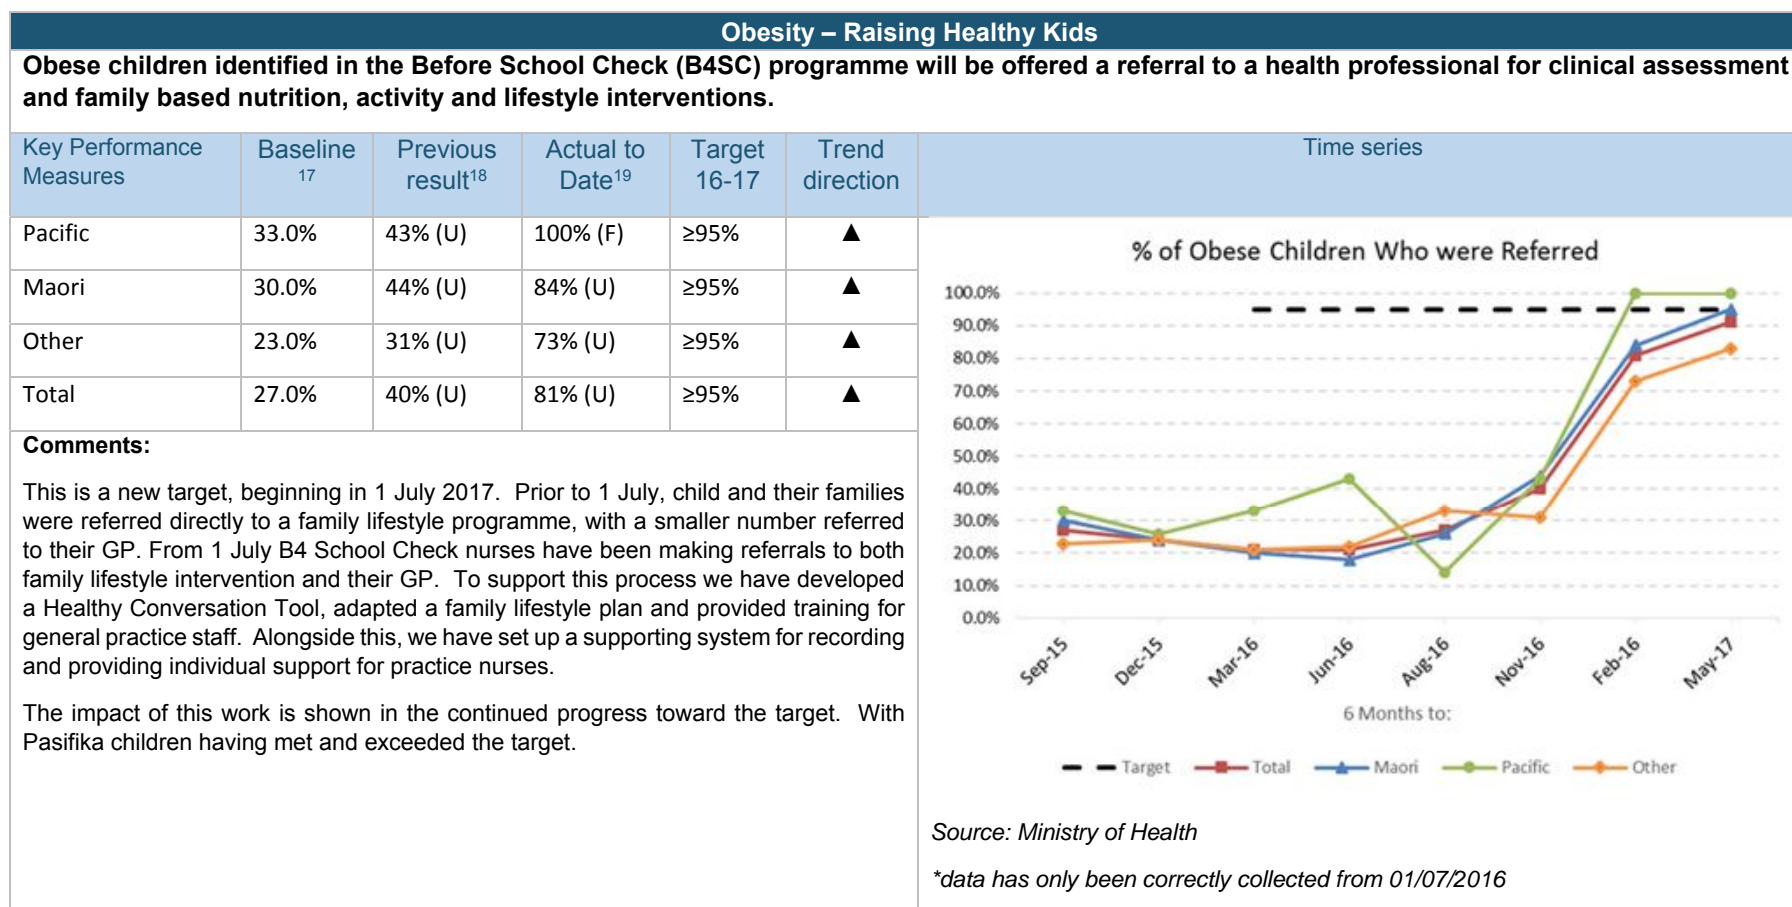 Obesity – Raising Healthy Kids
Obese children identified in the Before School Check (B4SC) programme will be offered a referral to a health professional for clinical assessment
and family based nutrition, activity and lifestyle interventions.
Key Performance Measures | Baseline 17 | Previous result18 | Actual to Date19 | Target 16-17 | Trend direction | Time series
Pacific 33.0% 43% (U) 100% (F) ≥95% ▲
Maori 30.0% 44% (U) 84% (U) ≥95% ▲
Other 23.0% 31% (U) 73% (U) ≥95% ▲
Total 27.0% 40% (U) 81% (U) ≥95% ▲
Comments:
This is a new target, beginning in 1 July 2017. Prior to 1 July, child and their families
were referred directly to a family lifestyle programme, with a smaller number referred
to their GP. From 1 July B4 School Check nurses have been making referrals to both
family lifestyle intervention and their GP. To support this process we have developed
a Healthy Conversation Tool, adapted a family lifestyle plan and provided training for
general practice staff. Alongside this, we have set up a supporting system for recording
and providing individual support for practice nurses.
The impact of this work is shown in the continued progress toward the target. With
Pasifika children having met and exceeded the target.
% of Obese Children Who were Referred
100.0%
90.0%
80.0%
70.0%
60.0%
50.0%
40.0%
30.0%
20.0%
10.0%
0.0%
Sep-15 Dec-15 Mar-16 Jun-16 Aug-16 Nov-16 Feb-16 May-17
6 Months to:
Target Total Maori Pacific Other
Source: Ministry of Health
*data has only been correctly collected from 01/07/2016